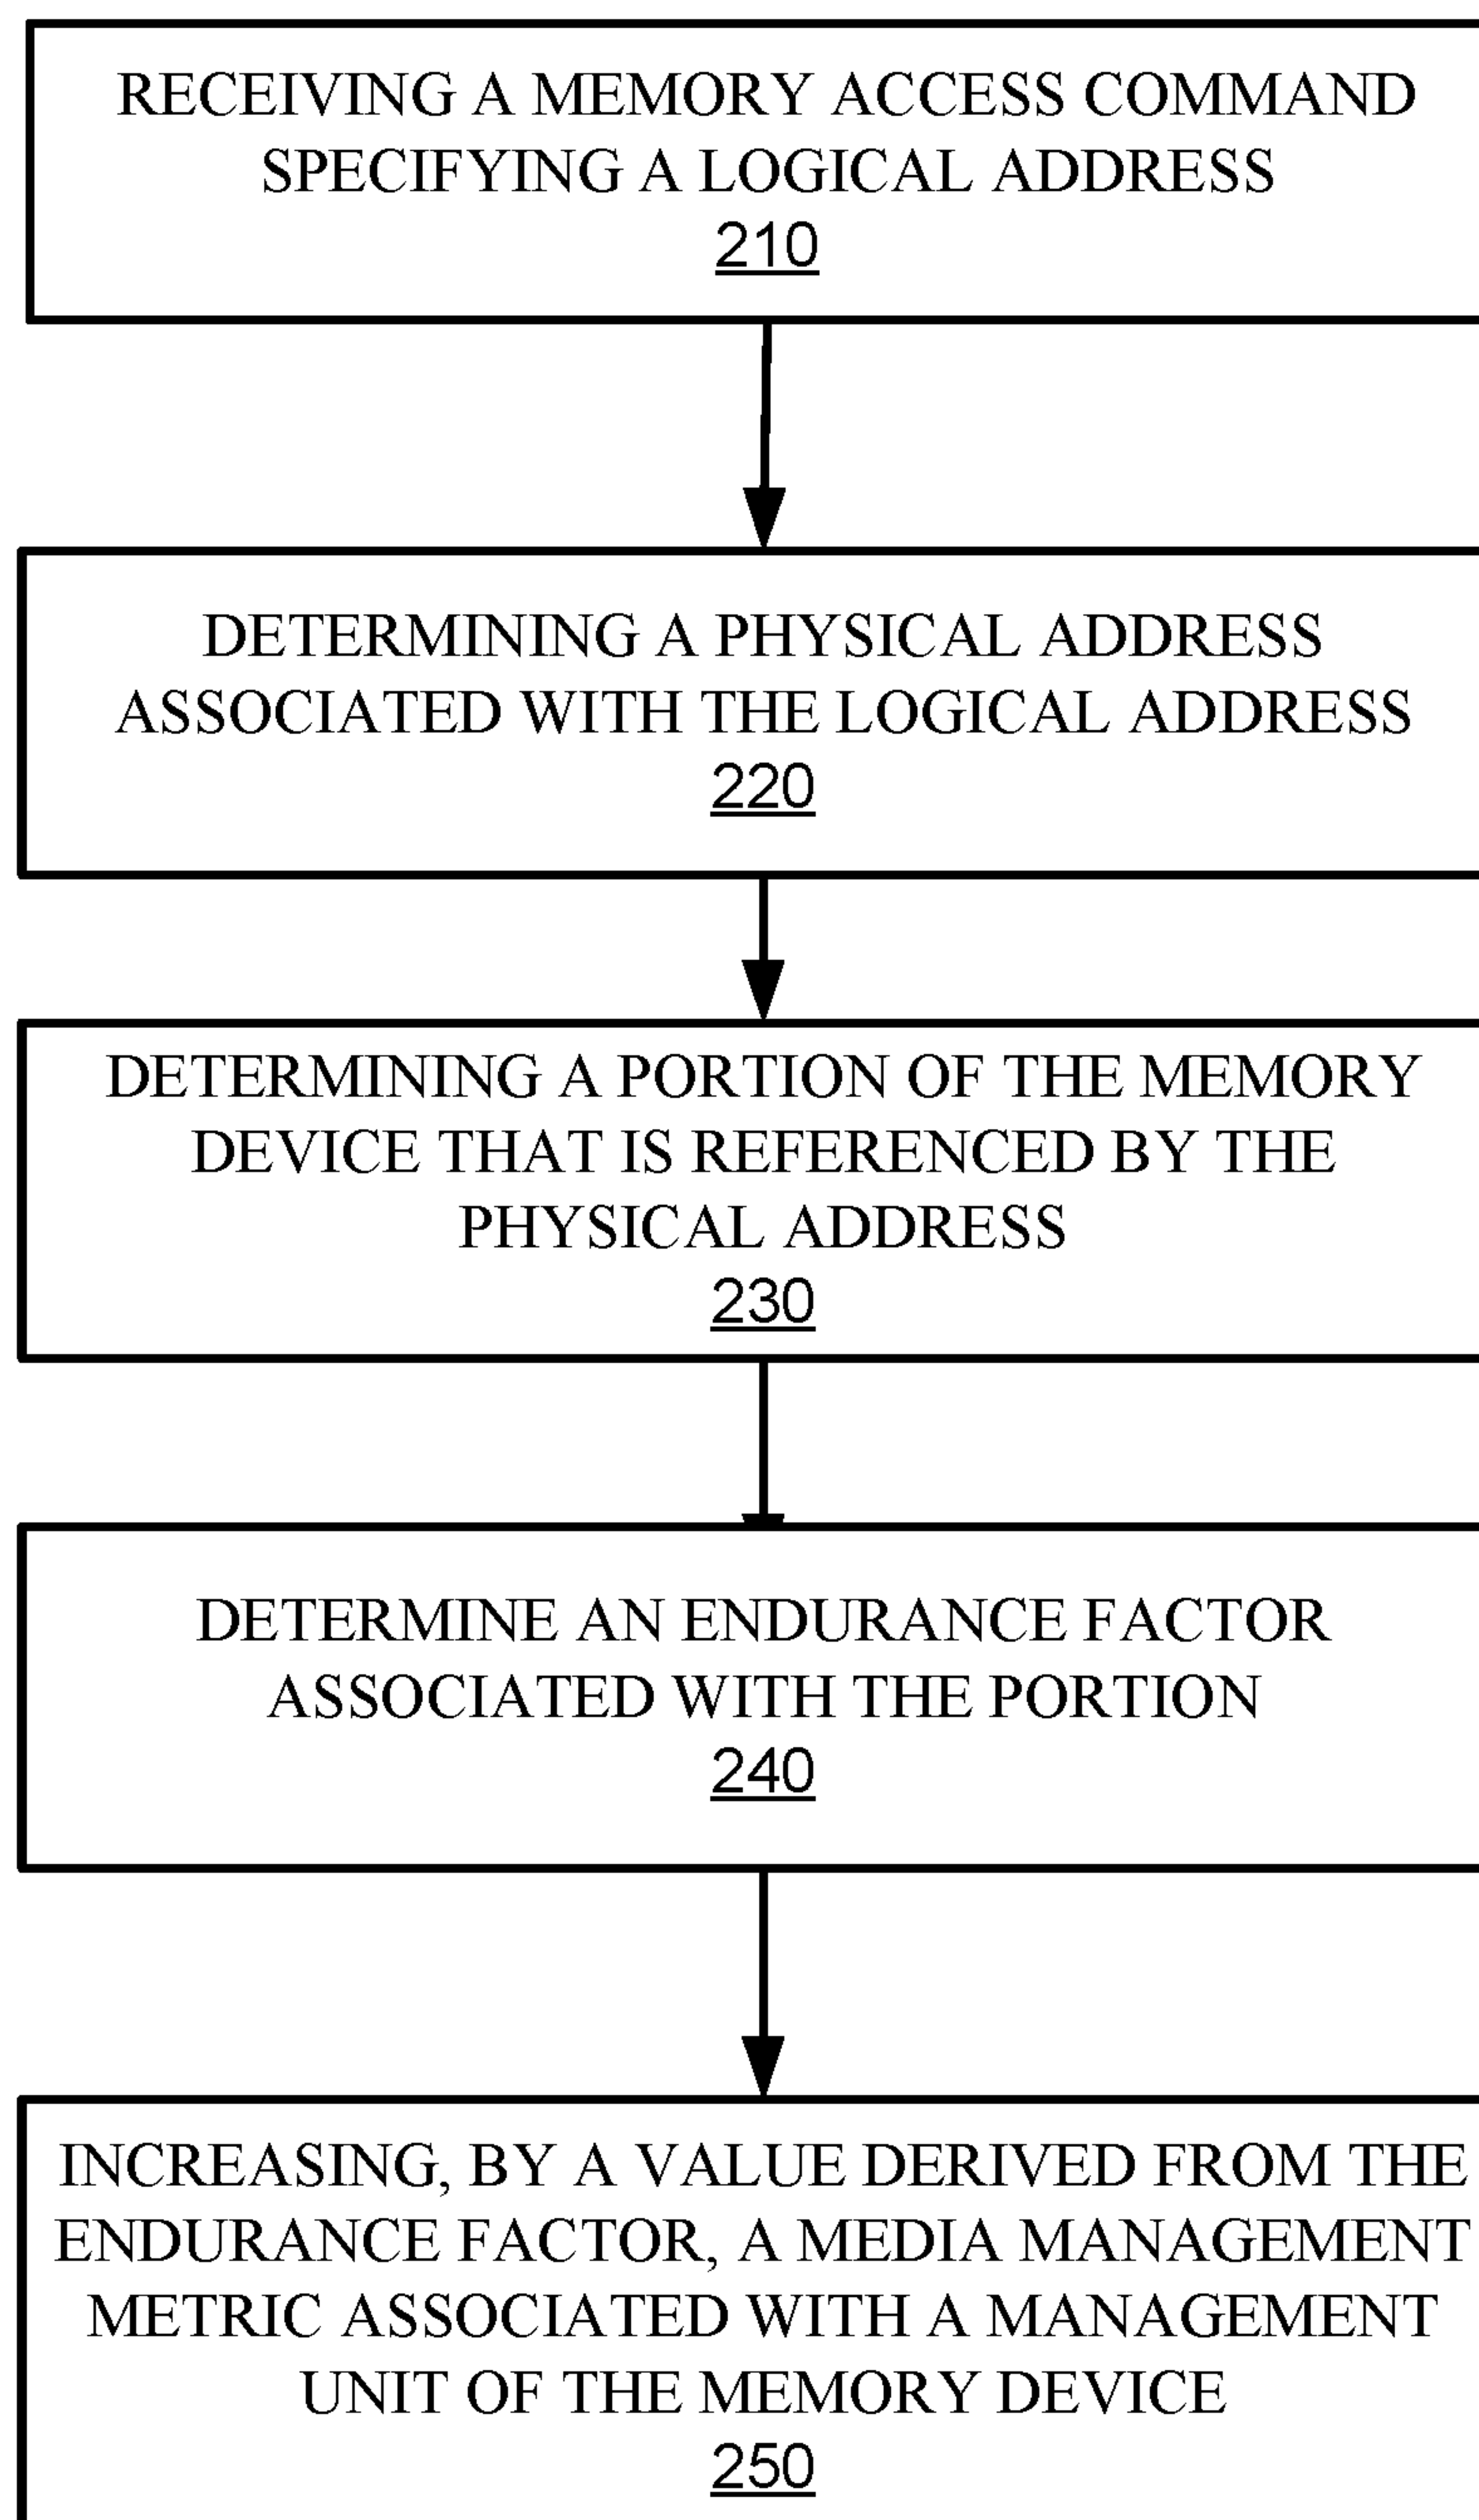 RECEIVING A MEMORY ACCESS COMMAND
SPECIFYING A LOGICAL ADDRESS
210
DETERMINING A PHYSICAL ADDRESS
ASSOCIATED WITH THE LOGICAL ADDRESS
220
DETERMINING A PORTION OF THE MEMORY
DEVICE THAT IS REFERENCED BY THE
PHYSICAL ADDRESS
230
DETERMINE AN ENDURANCE FACTOR
ASSOCIATED WITH THE PORTION
240
INCREASING, BY A VALUE DERIVED FROM THE
ENDURANCE FACTOR, A MEDIA MANAGEMENT
METRIC ASSOCIATED WITH A MANAGEMENT
UNIT OF THE MEMORY DEVICE
250